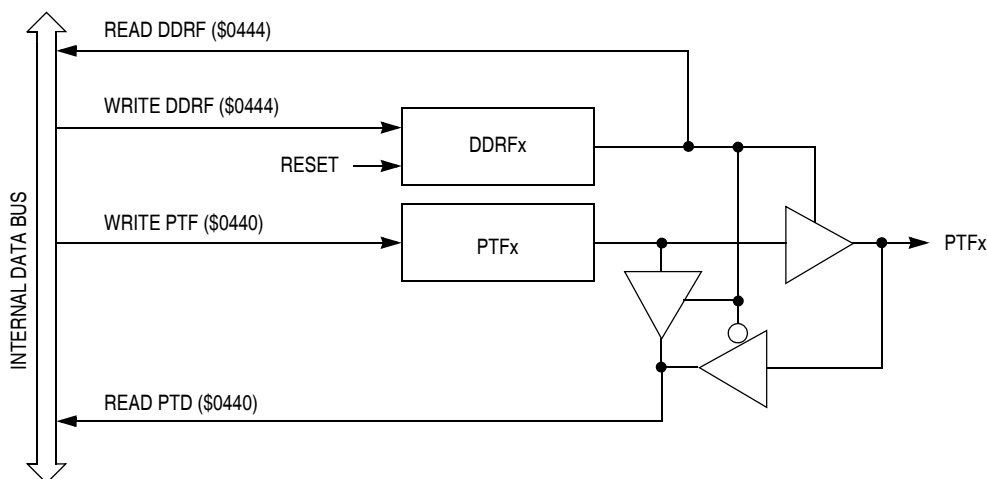 READ DDRF ($0444)
WRITE DDRF ($0444)
DDRFx
RESET
WRITE PTF ($0440)
PTFx
PTFx
INTERNAL DATA BUS
READ PTD ($0440)